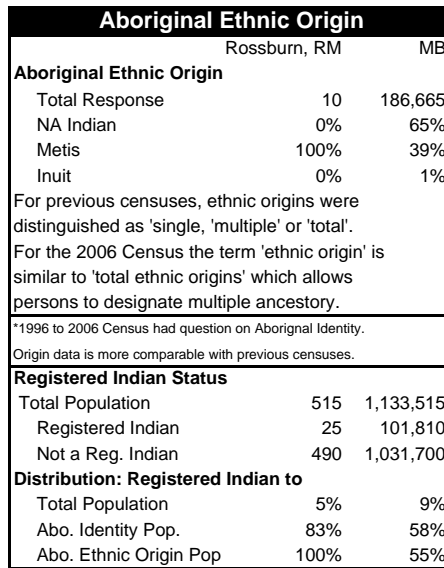 Aboriginal Ethnic Origin
Rossburn, RM MB
Aboriginal Ethnic Origin
Total Response 10 186,665
NA Indian 0% 65%
Metis 100% 39%
Inuit 0% 1%
For previous censuses, ethnic origins were
distinguished as 'single, 'multiple' or 'total'.
For the 2006 Census the term 'ethnic origin' is
similar to 'total ethnic origins' which allows
persons to designate multiple ancestory.
*1996 to 2006 Census had question on Aborignal Identity.
Origin data is more comparable with previous censuses.
Registered Indian Status
Total Population 515 1,133,515
Registered Indian 25 101,810
Not a Reg. Indian 490 1,031,700
Distribution: Registered Indian to
Total Population 5% 9%
Abo. Identity Pop. 83% 58%
Abo. Ethnic Origin Pop 100% 55%